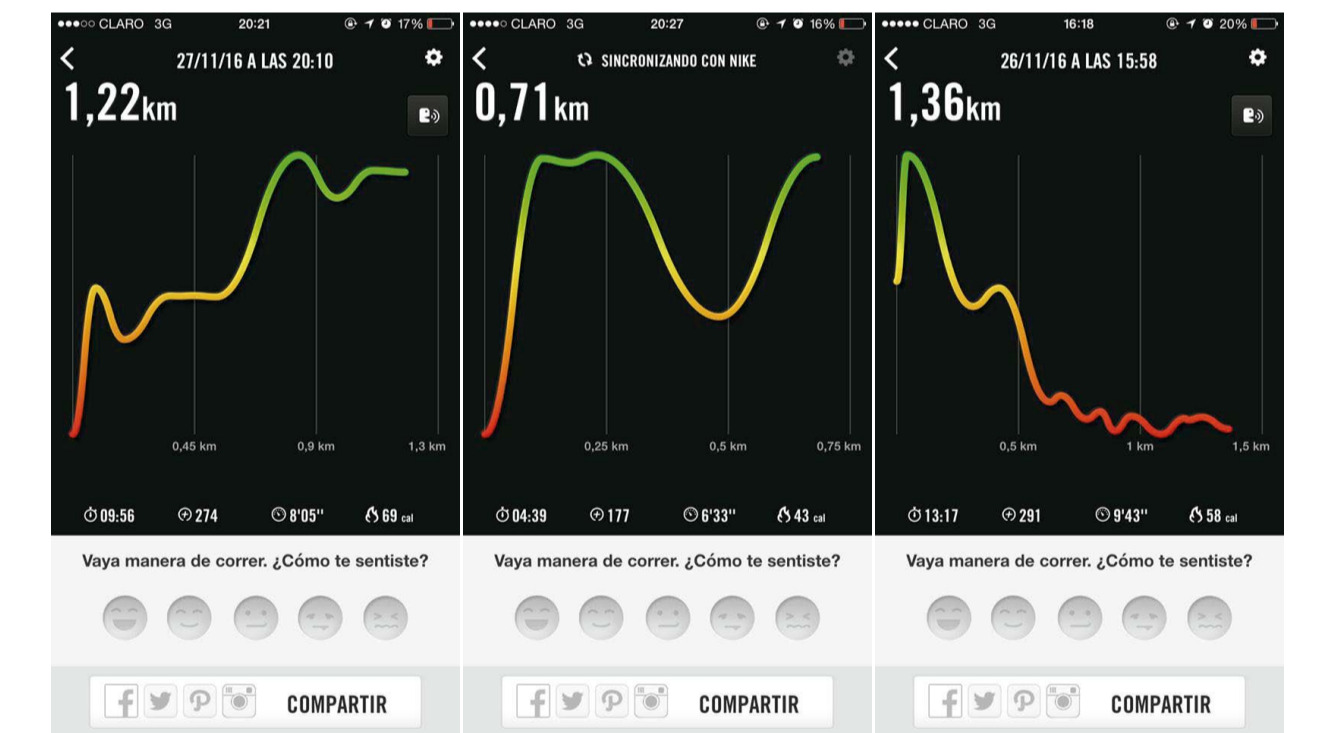 CLARO 3G 20:21 17%
27/11/16 A LAS 20:10
1,22km
0,45 km 0,9 km 1,3 km
09:56 274 8'05" 69 cal
Vaya manera de correr. ¿Cómo te sentiste?
COMPARTIR
CLARO 3G 20:27 16%
SINCRONIZANDO CON NIKE
0,71km
0,25 km 0,5 km 0,75 km
04:39 177 6'33" 43 cal
Vaya manera de correr. ¿Cómo te sentiste?
COMPARTIR
CLARO 3G 16:18 20%
26/11/16 A LAS 15:58
1,36km
0,5 km 1 km 1,5 km
13:17 291 9'43" 58 cal
Vaya manera de correr. ¿Cómo te sentiste?
COMPARTIR